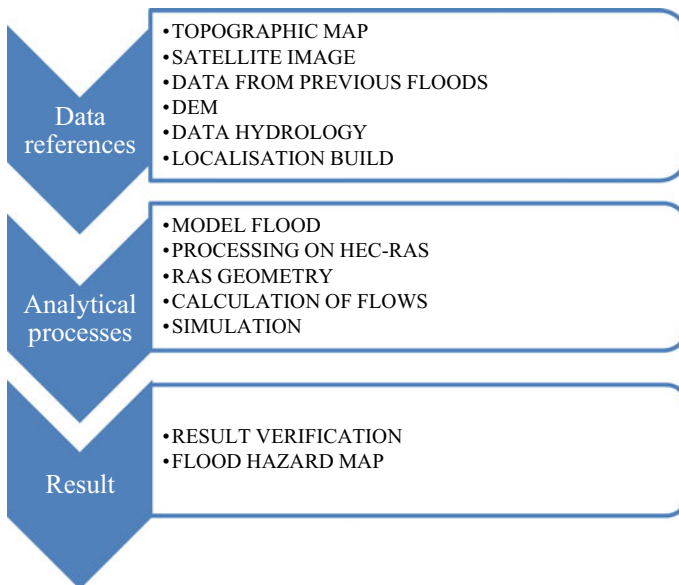 Data
references
•TOPOGRAPHIC MAP
•SATELLITE IMAGE
•DATA FROM PREVIOUS FLOODS
•DEM
•DATA HYDROLOGY
•LOCALISATION BUILD
Analytical
processes
•MODEL FLOOD
•PROCESSING ON HEC-RAS
•RAS GEOMETRY
•CALCULATION OF FLOWS
•SIMULATION
Result
•RESULT VERIFICATION
•FLOOD HAZARD MAP